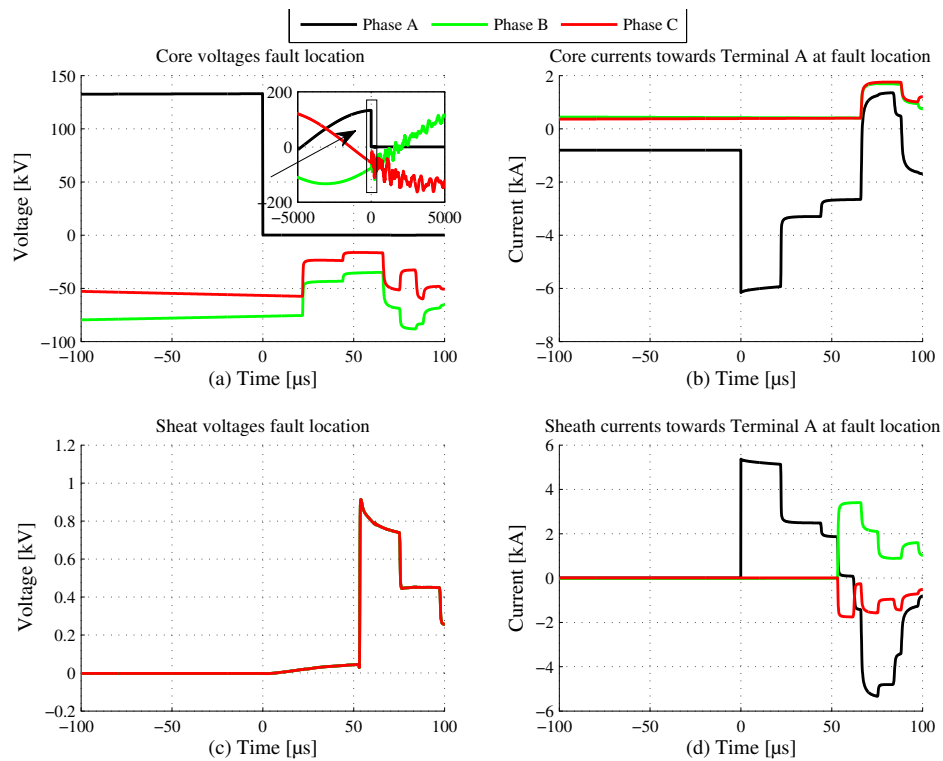 Phase A Phase B Phase C
Core voltages fault location
150
100
50
0
−50
−100
Voltage [kV]
200
0
−200
−5000 0 5000
−100 −50 0 50 100
(a) Time [µs]
Core currents towards Terminal A at fault location
2
0
−2
−4
−6
−8
Current [kA]
−100 −50 0 50 100
(b) Time [µs]
Sheat voltages fault location
1.2
1
0.8
0.6
0.4
0.2
0
−0.2
Voltage [kV]
−100 −50 0 50 100
(c) Time [µs]
Sheath currents towards Terminal A at fault location
6
4
2
0
−2
−4
−6
Current [kA]
−100 −50 0 50 100
(d) Time [µs]